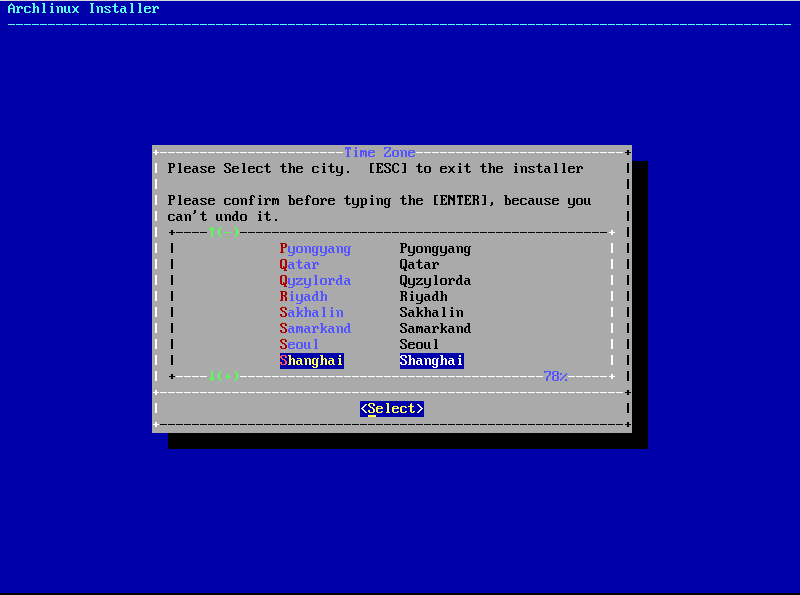 Archlinux Installer
Time Zone
Please Select the city.  [ESC] to exit the installer
Please confirm before typing the [ENTER], because you
can't undo it.
↑(-)
Pyongyang Pyongyang
Qatar Qatar
Qyzylorda Qyzylorda
Riyadh Riyadh
Sakhalin Sakhalin
Samarkand Samarkand
Seoul Seoul
Shanghai Shanghai
↓(+) 78%
<Select>